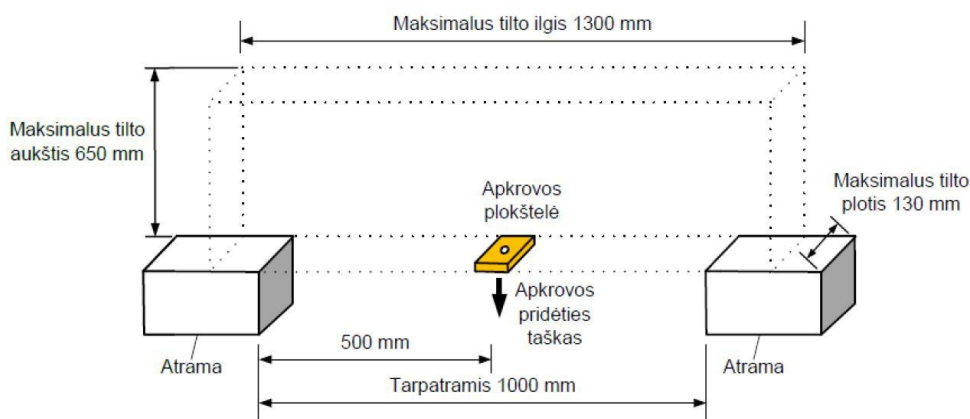 Maksimalus tilto ilgis 1300 mm
Maksimalus tilto
aukštis 650 mm
Maksimalus tilto
plotis 130 mm
Apkrovos
plokštelė
Apkrovos
pridėties
taškas
500 mm
Atrama
Atrama
Tarpatramis 1000 mm